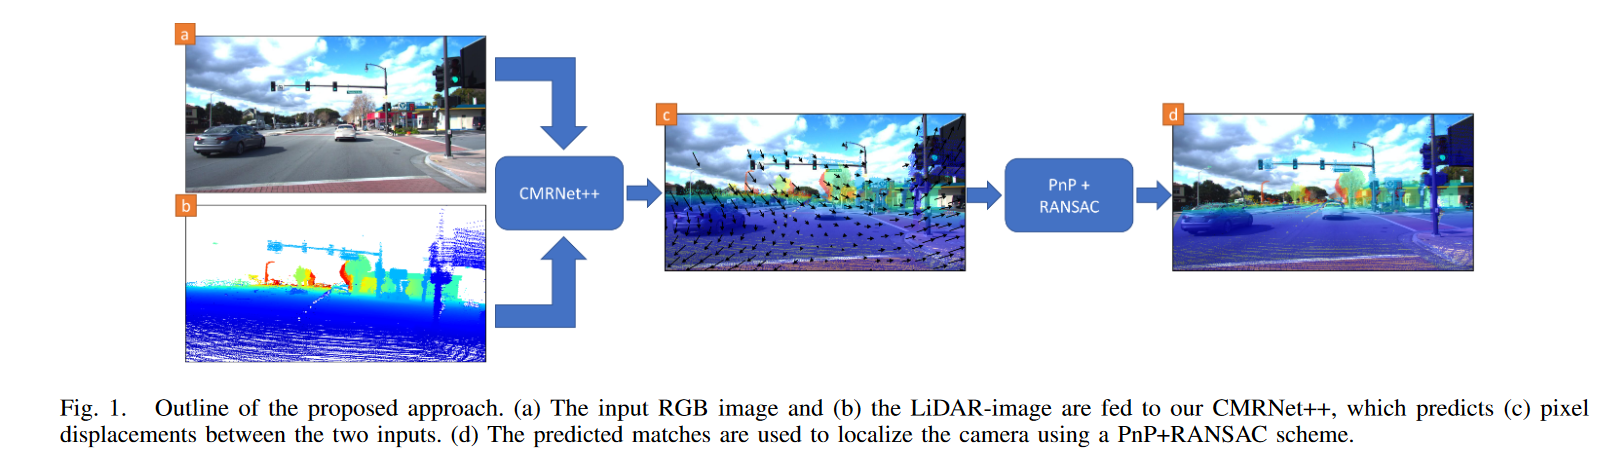 a
b
CMRNet++
c
PnP +
RANSAC
d
Fig. 1. Outline of the proposed approach. (a) The input RGB image and (b) the LiDAR-image are fed to our CMRNet++, which predicts (c) pixel
displacements between the two inputs. (d) The predicted matches are used to localize the camera using a PnP+RANSAC scheme.